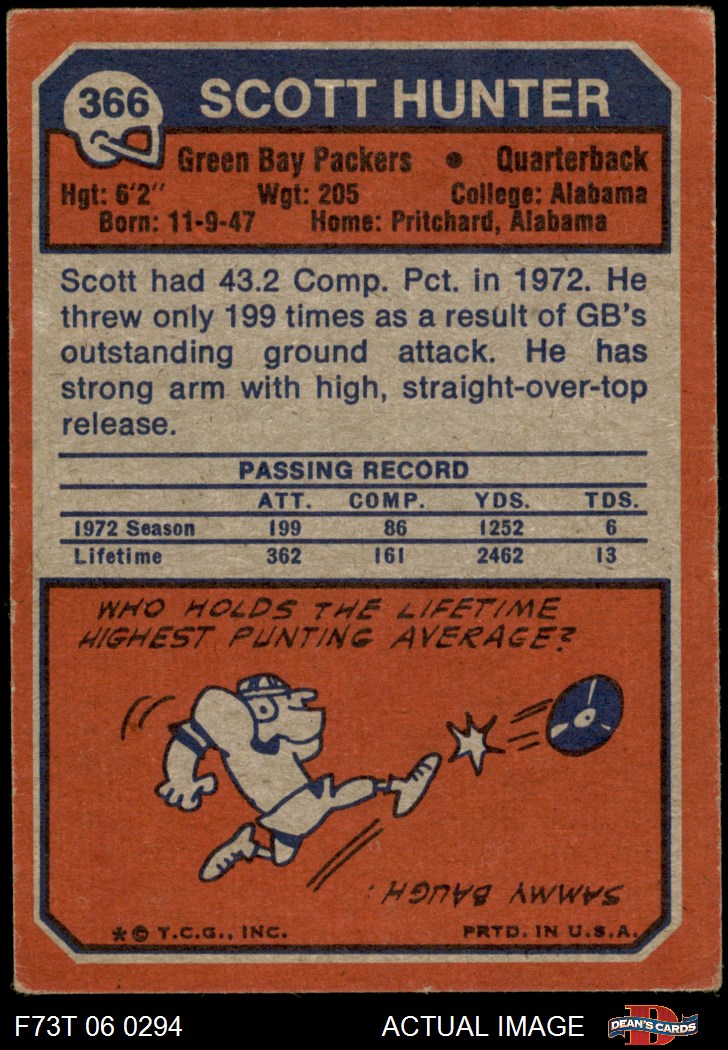 366 SCOTT HUNTER
Green Bay Packers • Quarterback
Hgt: 6'2" Wgt: 205 College: Alabama
Born: 11-9-47 Home: Pritchard, Alabama
Scott had 43.2 Comp. Pct. in 1972. He
threw only 199 times as a result of GB's
outstanding ground attack. He has
strong arm with high, straight-over-top
release.
PASSING RECORD
ATT. COMP. YDS. TDS.
1972 Season 199 86 1252 6
Lifetime 362 161 2462 13
WHO HOLDS THE LIFETIME
HIGHEST PUNTING AVERAGE?
SAMMY BAUGH.
* © T.C.G., INC. PRTD. IN U.S.A.
F73T 06 0294 ACTUAL IMAGE D DEAN'S CARDS